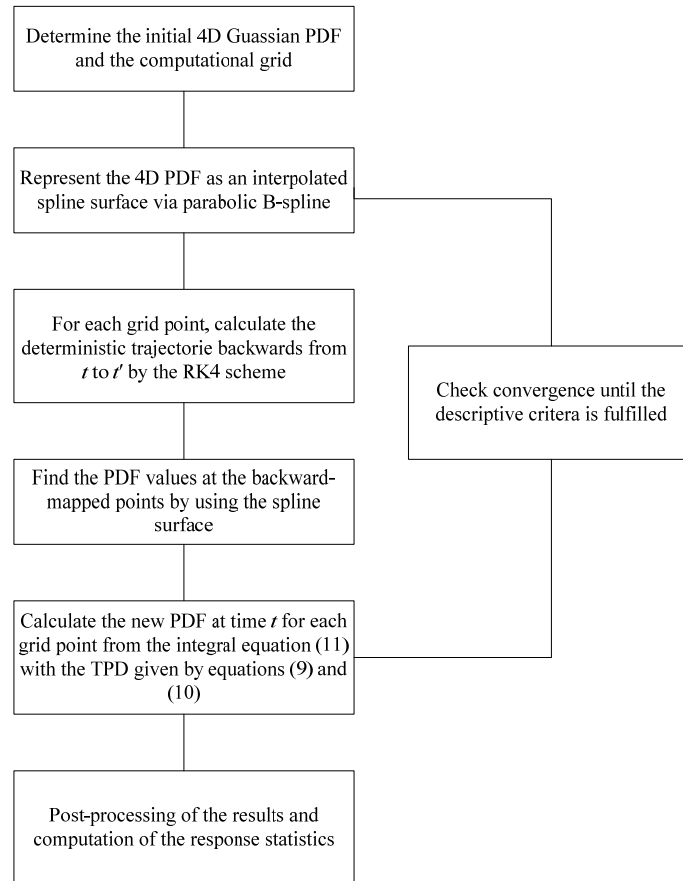 Determine the initial 4D Guassian PDF
and the computational grid
Represent the 4D PDF as an interpolated
spline surface via parabolic B-spline
For each grid point, calculate the
deterministic trajectorie backwards from
t to t′ by the RK4 scheme
Check convergence until the
descriptive critera is fulfilled
Find the PDF values at the backward-
mapped points by using the spline
surface
Calculate the new PDF at time t for each
grid point from the integral equation (11)
with the TPD given by equations (9) and
(10)
Post-processing of the results and
computation of the response statistics